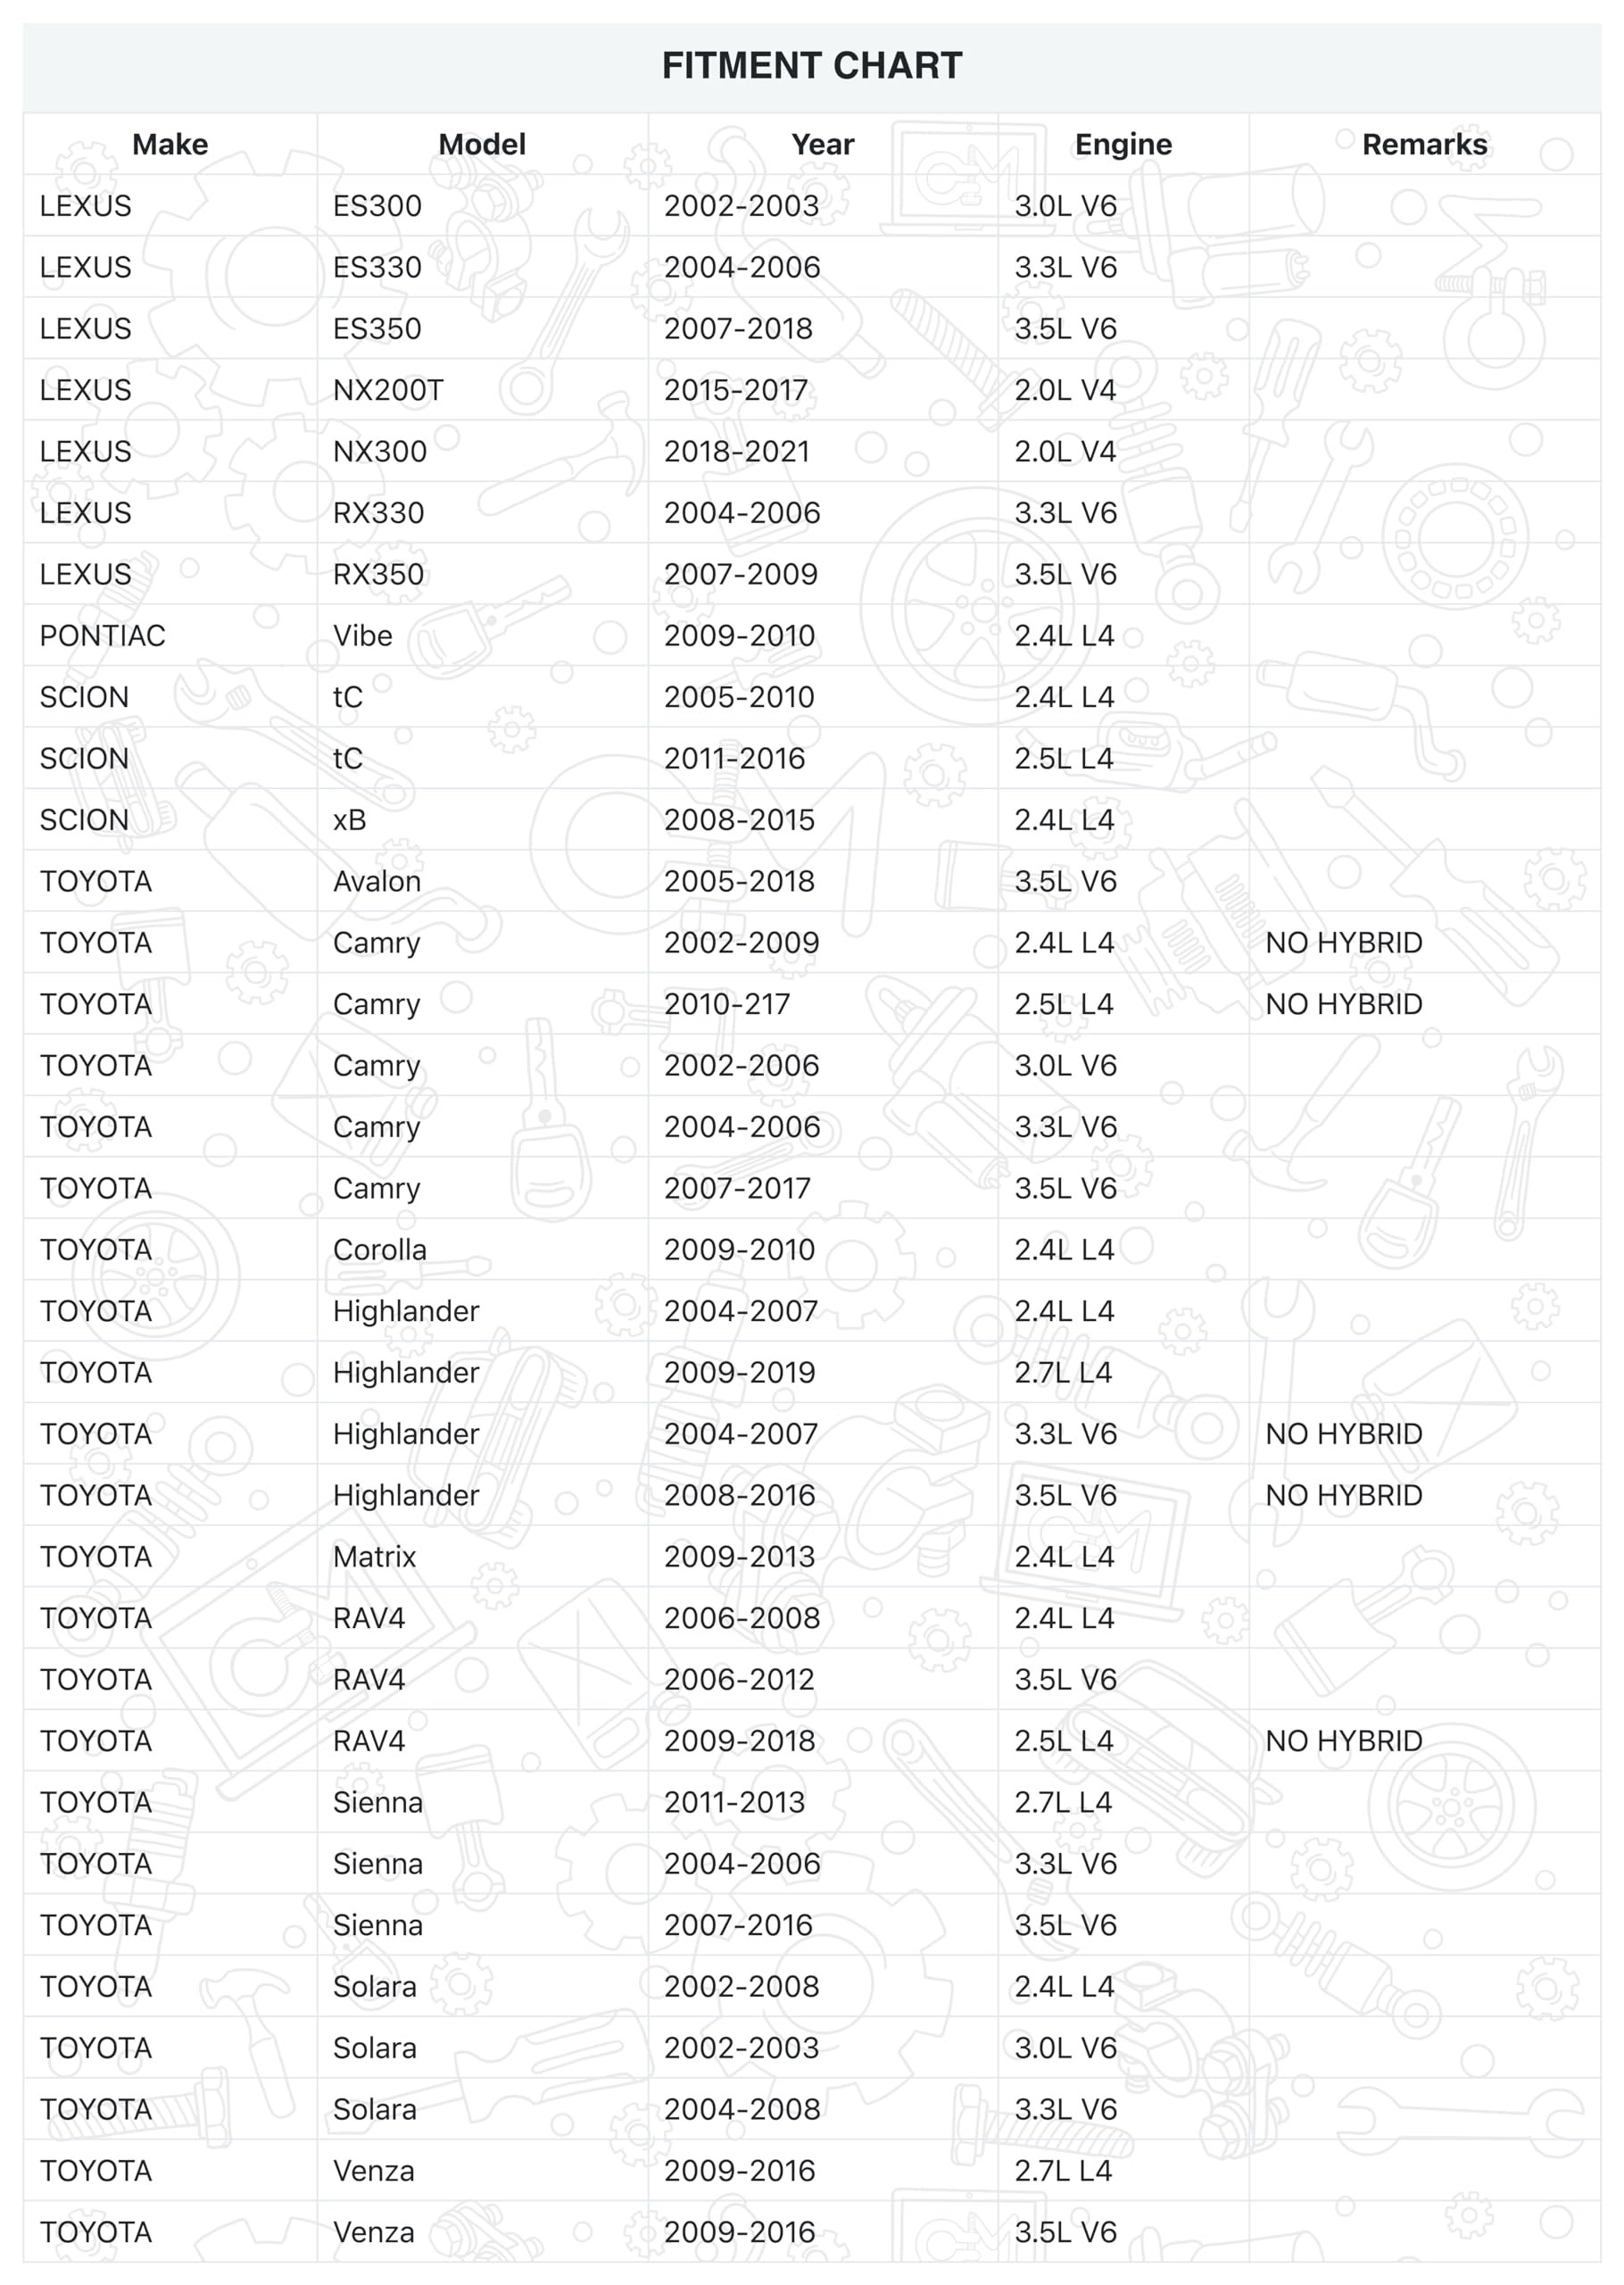 FITMENT CHART
Make Model Year Engine Remarks
LEXUS ES300 2002-2003 3.0L V6
LEXUS ES330 2004-2006 3.3L V6
LEXUS ES350 2007-2018 3.5L V6
LEXUS NX200T 2015-2017 2.0L V4
LEXUS NX300 2018-2021 2.0L V4
LEXUS RX330 2004-2006 3.3L V6
LEXUS RX350 2007-2009 3.5L V6
PONTIAC Vibe 2009-2010 2.4L L4
SCION tC 2005-2010 2.4L L4
SCION tC 2011-2016 2.5L L4
SCION xB 2008-2015 2.4L L4
TOYOTA Avalon 2005-2018 3.5L V6
TOYOTA Camry 2002-2009 2.4L L4 NO HYBRID
TOYOTA Camry 2010-217 2.5L L4 NO HYBRID
TOYOTA Camry 2002-2006 3.0L V6
TOYOTA Camry 2004-2006 3.3L V6
TOYOTA Camry 2007-2017 3.5L V6
TOYOTA Corolla 2009-2010 2.4L L4
TOYOTA Highlander 2004-2007 2.4L L4
TOYOTA Highlander 2009-2019 2.7L L4
TOYOTA Highlander 2004-2007 3.3L V6 NO HYBRID
TOYOTA Highlander 2008-2016 3.5L V6 NO HYBRID
TOYOTA Matrix 2009-2013 2.4L L4
TOYOTA RAV4 2006-2008 2.4L L4
TOYOTA RAV4 2006-2012 3.5L V6
TOYOTA RAV4 2009-2018 2.5L L4 NO HYBRID
TOYOTA Sienna 2011-2013 2.7L L4
TOYOTA Sienna 2004-2006 3.3L V6
TOYOTA Sienna 2007-2016 3.5L V6
TOYOTA Solara 2002-2008 2.4L L4
TOYOTA Solara 2002-2003 3.0L V6
TOYOTA Solara 2004-2008 3.3L V6
TOYOTA Venza 2009-2016 2.7L L4
TOYOTA Venza 2009-2016 3.5L V6